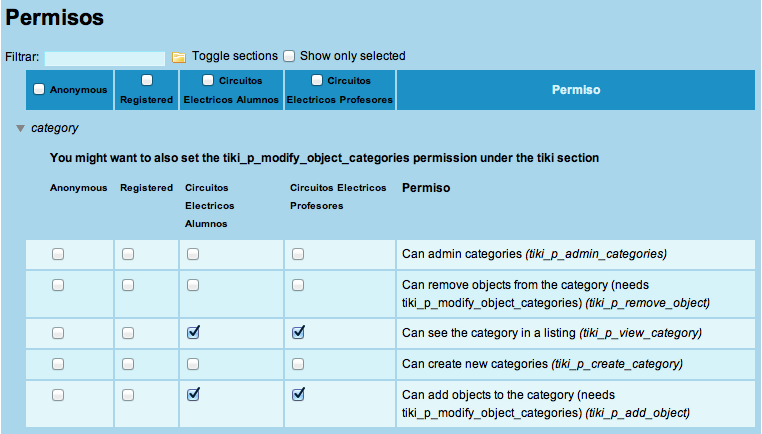 Permisos
Filtrar: Toggle sections Show only selected
Anonymous Registered Circuitos Electricos Alumnos Circuitos Electricos Profesores Permiso
category
You might want to also set the tiki_p_modify_object_categories permission under the tiki section
Anonymous Registered Circuitos Electricos Alumnos Circuitos Electricos Profesores Permiso
Can admin categories (tiki_p_admin_categories)
Can remove objects from the category (needs
tiki_p_modify_object_categories) (tiki_p_remove_object)
Can see the category in a listing (tiki_p_view_category)
Can create new categories (tiki_p_create_category)
Can add objects to the category (needs
tiki_p_modify_object_categories) (tiki_p_add_object)